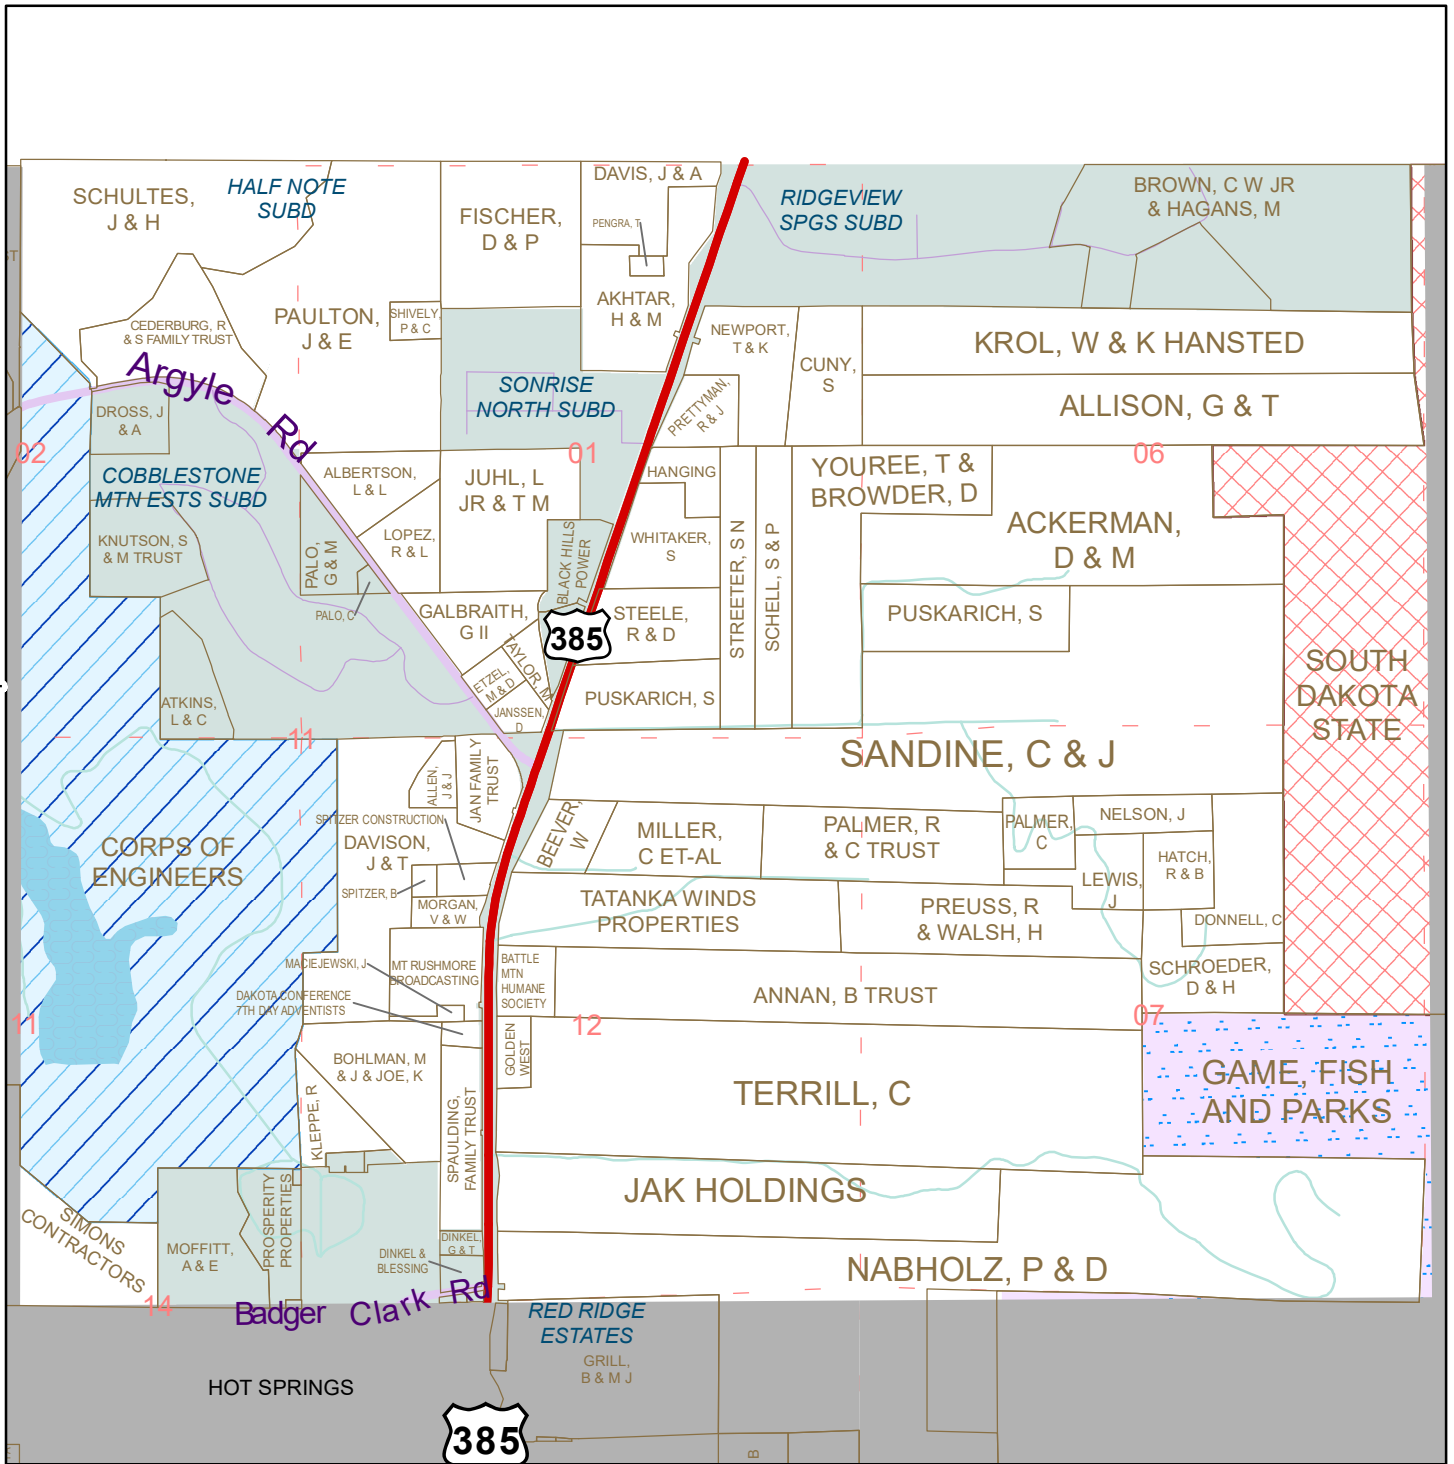 SCHULTES,
J & H
HALF NOTE
SUBD
FISCHER,
D & P
DAVIS, J & A
PENGRA, T
RIDGEVIEW
SPGS SUBD
BROWN, C W JR
& HAGANS, M
CEDERBURG, R
& S FAMILY TRUST
PAULTON,
J & E
SHIVELY,
P & C
AKHTAR,
H & M
NEWPORT,
T & K
CUNY,
S
KROL, W & K HANSTED
ALLISON, G & T
Argyle Rd
DROSS, J
& A
SONRISE
NORTH SUBD
PRETTYMAN,
R & J
02
01
06
COBBLESTONE
MTN ESTS SUBD
ALBERTSON,
L & L
JUHL, L
JR & T M
HANGING
YOUREE, T &
BROWDER, D
ACKERMAN,
D & M
KNUTSON, S
& M TRUST
PALO,
G & M
LOPEZ,
R & L
BLACK HILLS
POWER
WHITAKER,
S
STREETER, S N
SCHELL, S & P
PALO, C
GALBRAITH,
G II
385
STEELE,
R & D
PUSKARICH, S
TAYLOR, M
ETZEL,
M & D
JANSSEN,
D
PUSKARICH, S
SOUTH
DAKOTA
STATE
ATKINS,
L & C
11
SANDINE, C & J
ALLEN,
J & J
JAN FAMILY
TRUST
SPITZER CONSTRUCTION
DAVISON,
J & T
BEEVER,
W
MILLER,
C ET-AL
PALMER, R
& C TRUST
PALMER,
C
NELSON, J
HATCH,
R & B
LEWIS,
J
CORPS OF
ENGINEERS
SPITZER, B
MORGAN,
V & W
TATANKA WINDS
PROPERTIES
PREUSS, R
& WALSH, H
DONNELL, C
MACIEJEWSKI, J
MT RUSHMORE
BROADCASTING
BATTLE
MTN
HUMANE
SOCIETY
SCHROEDER,
D & H
DAKOTA CONFERENCE
7TH DAY ADVENTISTS
ANNAN, B TRUST
11
12
07
GOLDEN
WEST
BOHLMAN, M
& J & JOE, K
KLEPPE, R
SPAULDING,
FAMILY TRUST
TERRILL, C
GAME, FISH
AND PARKS
JAK HOLDINGS
SIMONS
CONTRACTORS
MOFFITT,
A & E
PROSPERITY
PROPERTIES
DINKEL &
BLESSING
DINKEL,
G & T
NABHOLZ, P & D
14
Badger Clark Rd
RED RIDGE
ESTATES
GRILL,
B & M J
HOT SPRINGS
385
B